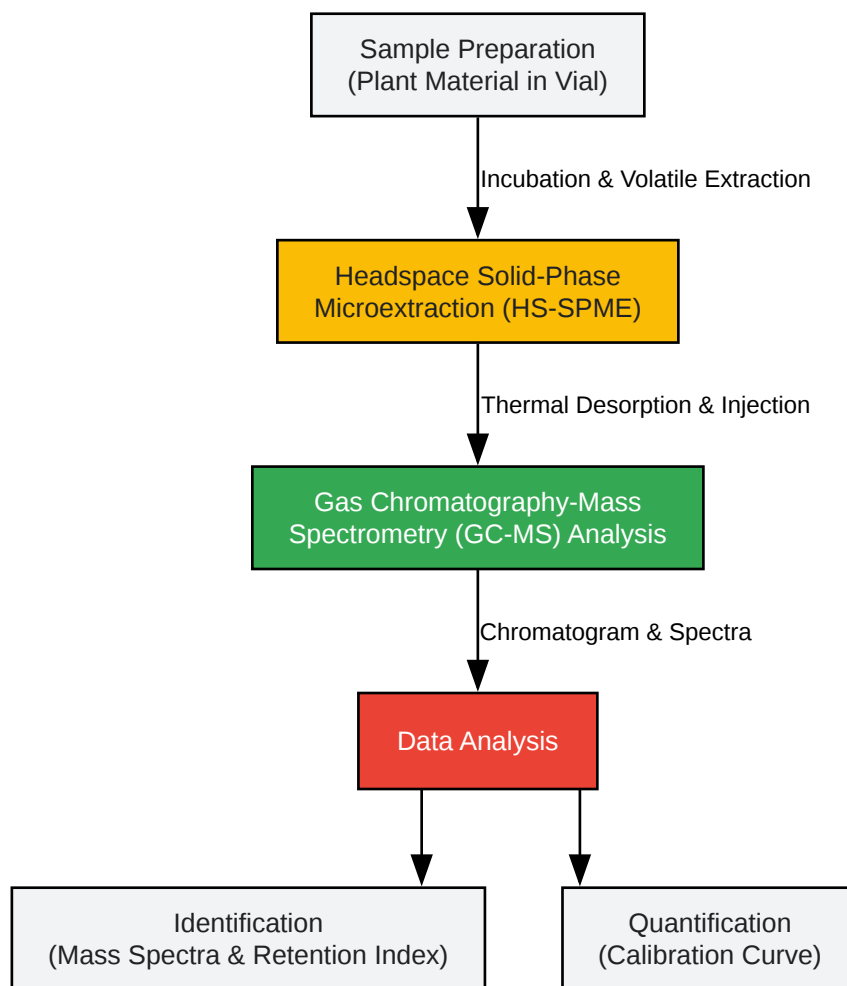 Sample Preparation
(Plant Material in Vial)
Incubation & Volatile Extraction
Headspace Solid-Phase
Microextraction (HS-SPME)
Thermal Desorption & Injection
Gas Chromatography-Mass
Spectrometry (GC-MS) Analysis
Chromatogram & Spectra
Data Analysis
Identification
(Mass Spectra & Retention Index)
Quantification
(Calibration Curve)